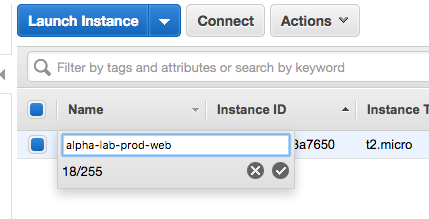 Launch Instance Connect Actions
Filter by tags and attributes or search by keyword
Name Instance ID Instance T
alpha-lab-prod-web 3a7650 t2.micro
18/255